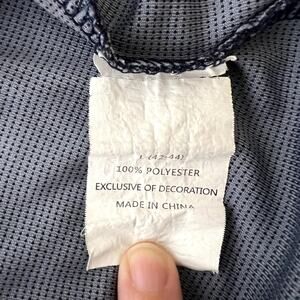 L (42-44)
100% POLYESTER
EXCLUSIVE OF DECORATION
MADE IN CHINA